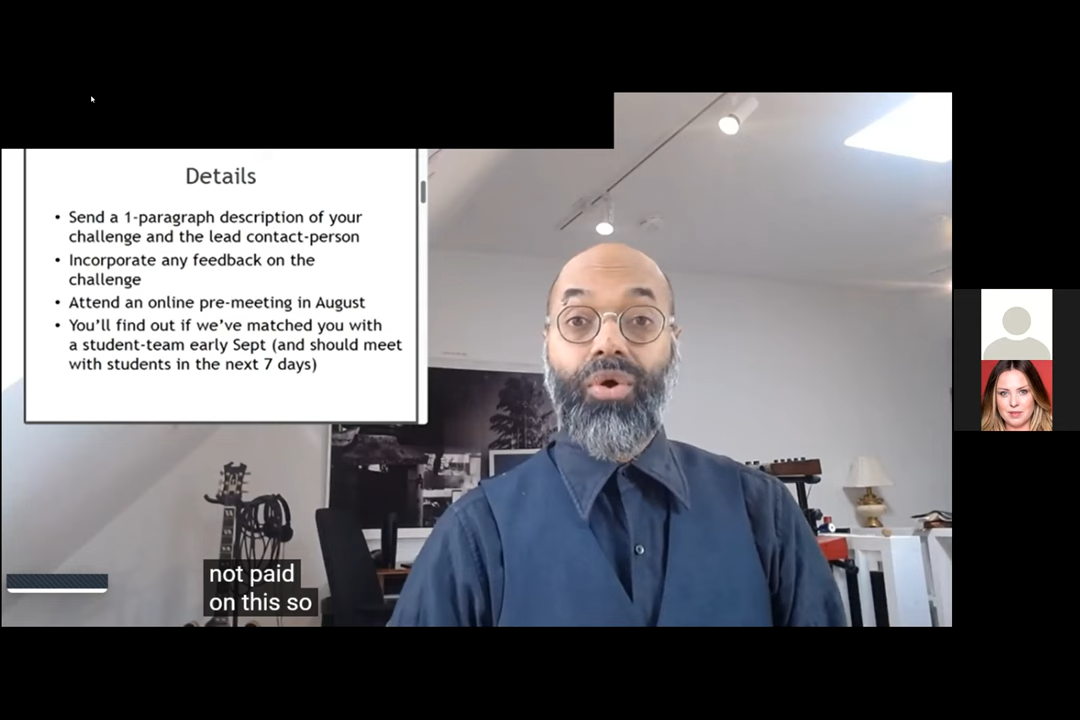 Details
• Send a 1-paragraph description of your
challenge and the lead contact-person
• Incorporate any feedback on the
challenge
• Attend an online pre-meeting in August
• You’ll find out if we’ve matched you with
a student-team early Sept (and should meet
with students in the next 7 days)
not paid
on this so